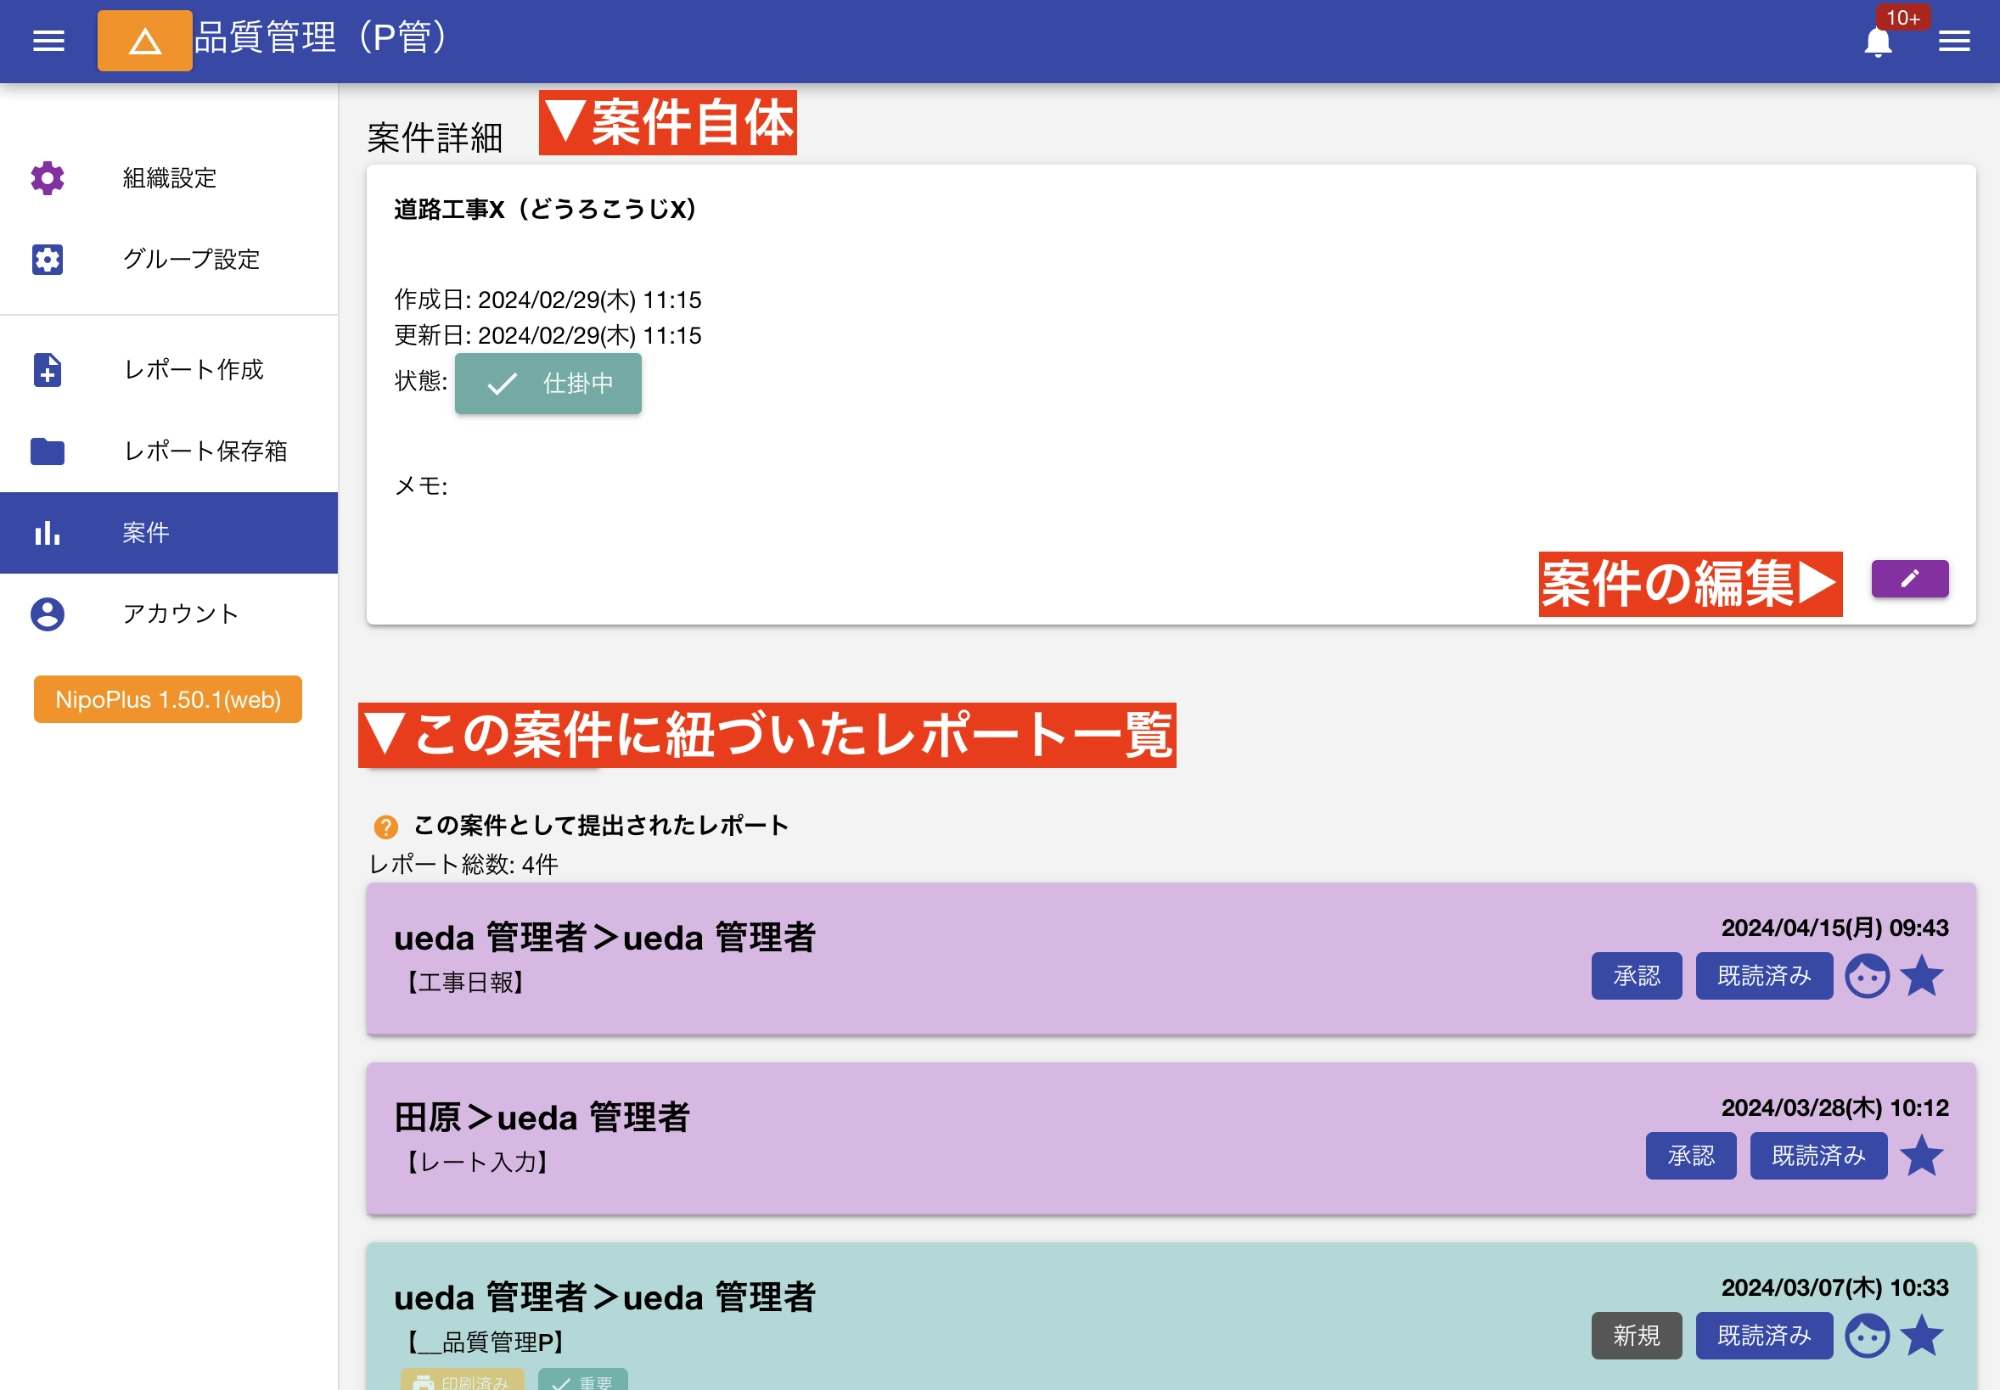 品質管理（P管）
10+
組織設定
グループ設定
レポート作成
レポート保存箱
案件
アカウント
NipoPlus 1.50.1(web)
案件詳細
▼案件自体
道路工事X（どうろこうじX）
作成日: 2024/02/29(木) 11:15
更新日: 2024/02/29(木) 11:15
状態: 仕掛中
メモ:
案件の編集▶
▼この案件に紐づいたレポート一覧
この案件として提出されたレポート
レポート総数: 4件
ueda 管理者＞ueda 管理者
2024/04/15(月) 09:43
【工事日報】
承認 既読済み
田原＞ueda 管理者
2024/03/28(木) 10:12
【レート入力】
承認 既読済み
ueda 管理者＞ueda 管理者
2024/03/07(木) 10:33
【__品質管理P】
新規 既読済み
印刷済み 重要